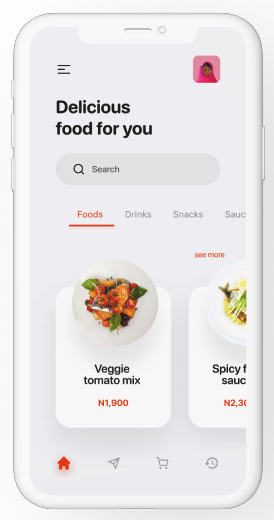 Delicious
food for you
Search
Foods Drinks Snacks Sauc
see more
Veggie
tomato mix
N1,900
Spicy f
sauc
N2,30